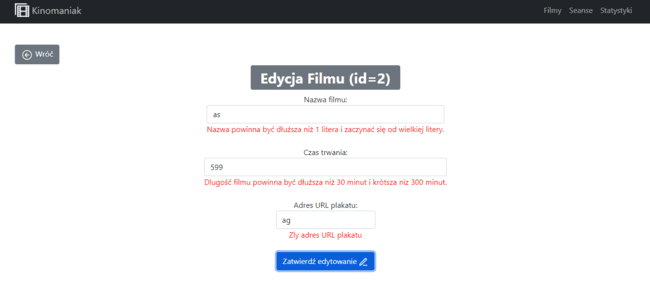 Kinomaniak
Filmy Seanse Statystyki
Wróć
Edycja Filmu (id=2)
Nazwa filmu:
as
Nazwa powinna być dłuższa niż 1 litera i zaczynać się od wielkiej litery.
Czas trwania:
599
Długość filmu powinna być dłuższa niż 30 minut i krótsza niz 300 minut.
Adres URL plakatu:
ag
Zły adres URL plakatu
Zatwierdź edytowanie